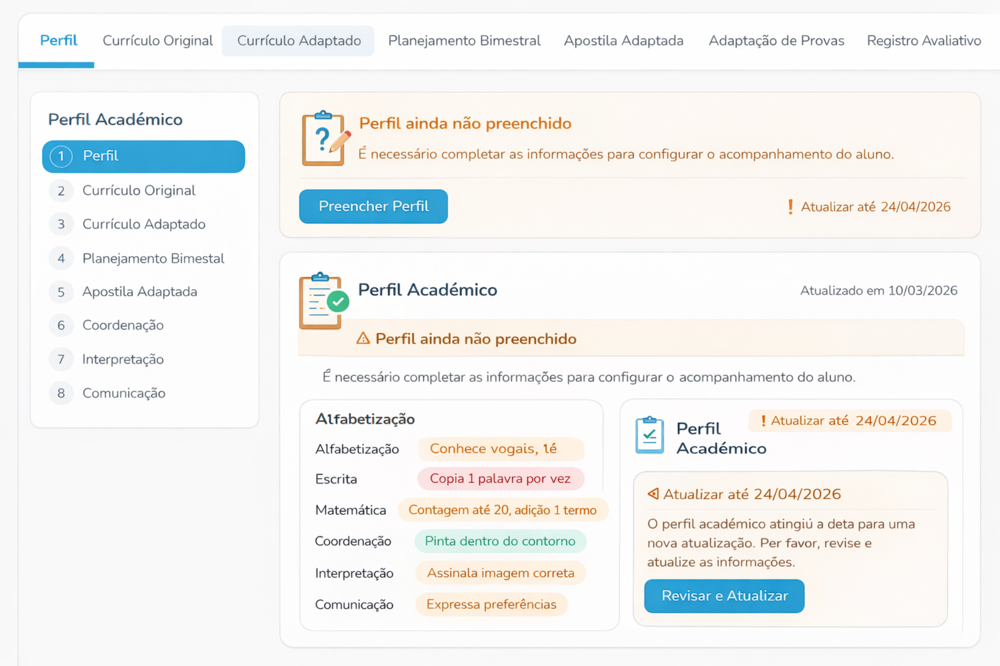 Perfil Currículo Original Currículo Adaptado Planejamento Bimestral Apostila Adaptada Adaptação de Provas Registro Avaliativo
Perfil Académico
1 Perfil
2 Currículo Original
3 Currículo Adaptado
4 Planejamento Bimestal
5 Apostila Adaptada
6 Coordenação
7 Interpretação
8 Comunicação
?
Perfil ainda não preenchido
É necessário completar as informações para configurar o acompanhamento do aluno.
Preencher Perfil
! Atualizar até 24/04/2026
Perfil Académico
Atualizado em 10/03/2026
Perfil ainda não preenchido
É necessário completar as informações para configurar o acompanhamento do aluno.
Alfabetização
Alfabetização Conhece vogais, lé
Escrita Copia 1 palavra por vez
Matemática Contagem até 20, adição 1 termo
Coordenação Pinta dentro do contorno
Interpretação Assinala imagem correta
Comunicação Expressa preferências
! Atualizar até 24/04/2026
Perfil
Académico
Atualizar até 24/04/2026
O perfil académico atingiú a deta para uma
nova atualização. Per favor, revise e
atualize as informações.
Revisar e Atualizar